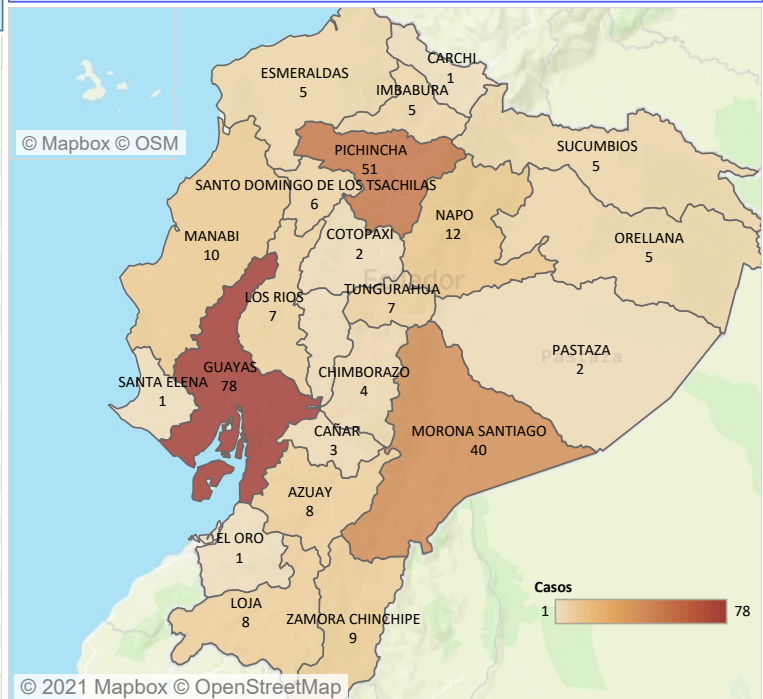 CARCHI
1
ESMERALDAS
5
IMBABURA
5
© Mapbox © OSM
PICHINCHA
51
SUCUMBIOS
5
SANTO DOMINGO DE LOS TSACHILAS
6
NAPO
12
MANABI
10
COTOPAXI
2
ORELLANA
5
Ecuador
TUNGURAHUA
7
LOS RIOS
7
PASTAZA
2
Pastaza
GUAYAS
78
SANTA ELENA
1
CHIMBORAZO
4
CAÑAR
3
MORONA SANTIAGO
40
AZUAY
8
EL ORO
1
Casos
1 78
LOJA
8
ZAMORA CHINCHIPE
9
© 2021 Mapbox © OpenStreetMap